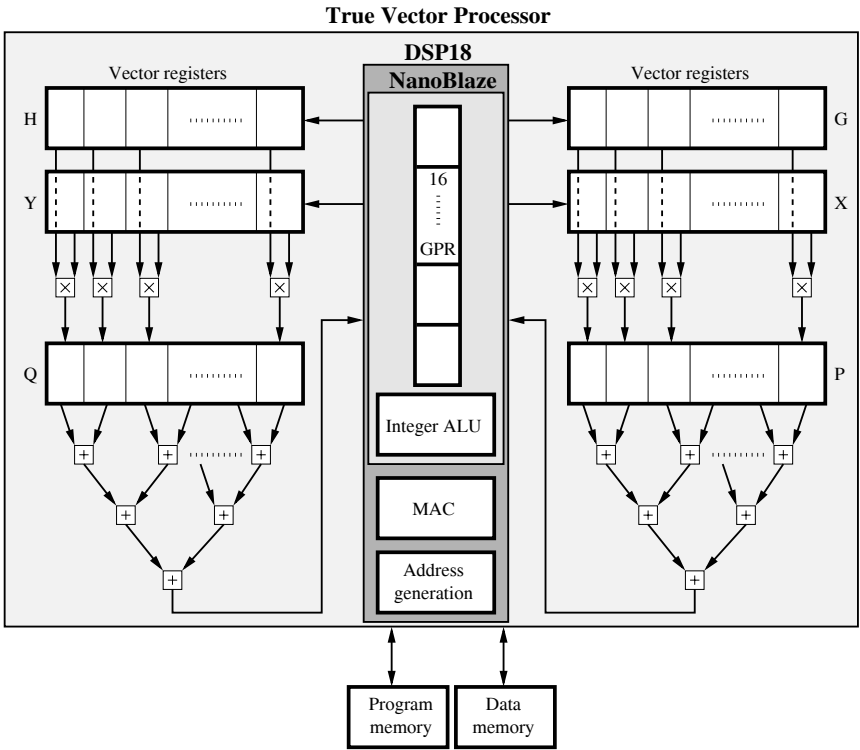 True Vector Processor
DSP18
NanoBlaze
Vector registers
Vector registers
H
G
16
GPR
Y
X
×
×
×
×
×
×
×
×
Q
P
Integer ALU
+
+
+
+
+
+
MAC
+
+
+
+
Address
generation
+
+
Program
memory
Data
memory